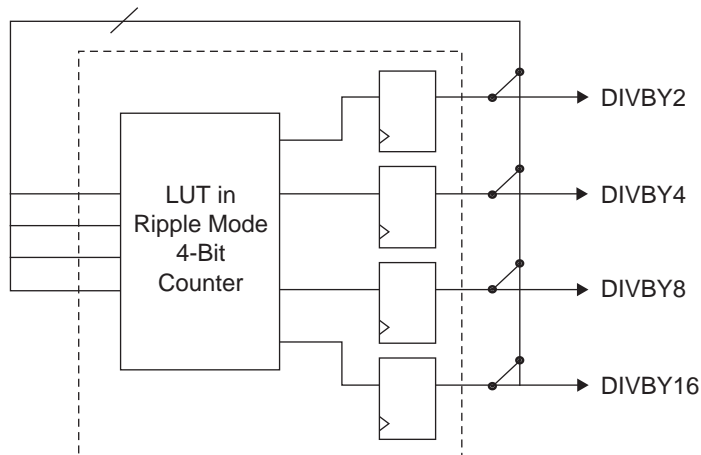 DIVBY2
LUT in
Ripple Mode
4-Bit
Counter
DIVBY4
DIVBY8
DIVBY16